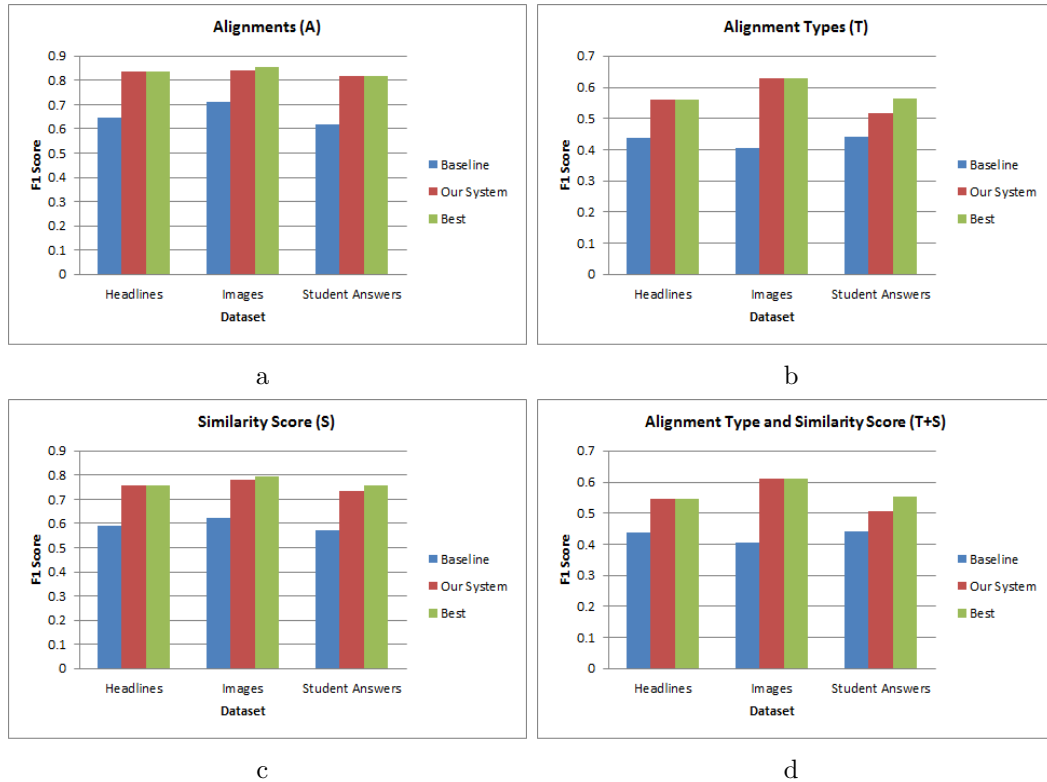 Alignments (A)
0.9
0.8
0.7
0.6
0.5
0.4
0.3
0.2
0.1
0
F1 Score
Headlines Images Student Answers
Dataset
Baseline
Our System
Best
a
Alignment Types (T)
0.7
0.6
0.5
0.4
0.3
0.2
0.1
0
F1 Score
Headlines Images Student Answers
Dataset
Baseline
Our System
Best
b
Similarity Score (S)
0.9
0.8
0.7
0.6
0.5
0.4
0.3
0.2
0.1
0
F1 Score
Headlines Images Student Answers
Dataset
Baseline
Our System
Best
c
Alignment Type and Similarity Score (T+S)
0.7
0.6
0.5
0.4
0.3
0.2
0.1
0
F1 Score
Headlines Images Student Answers
Dataset
Baseline
Our System
Best
d